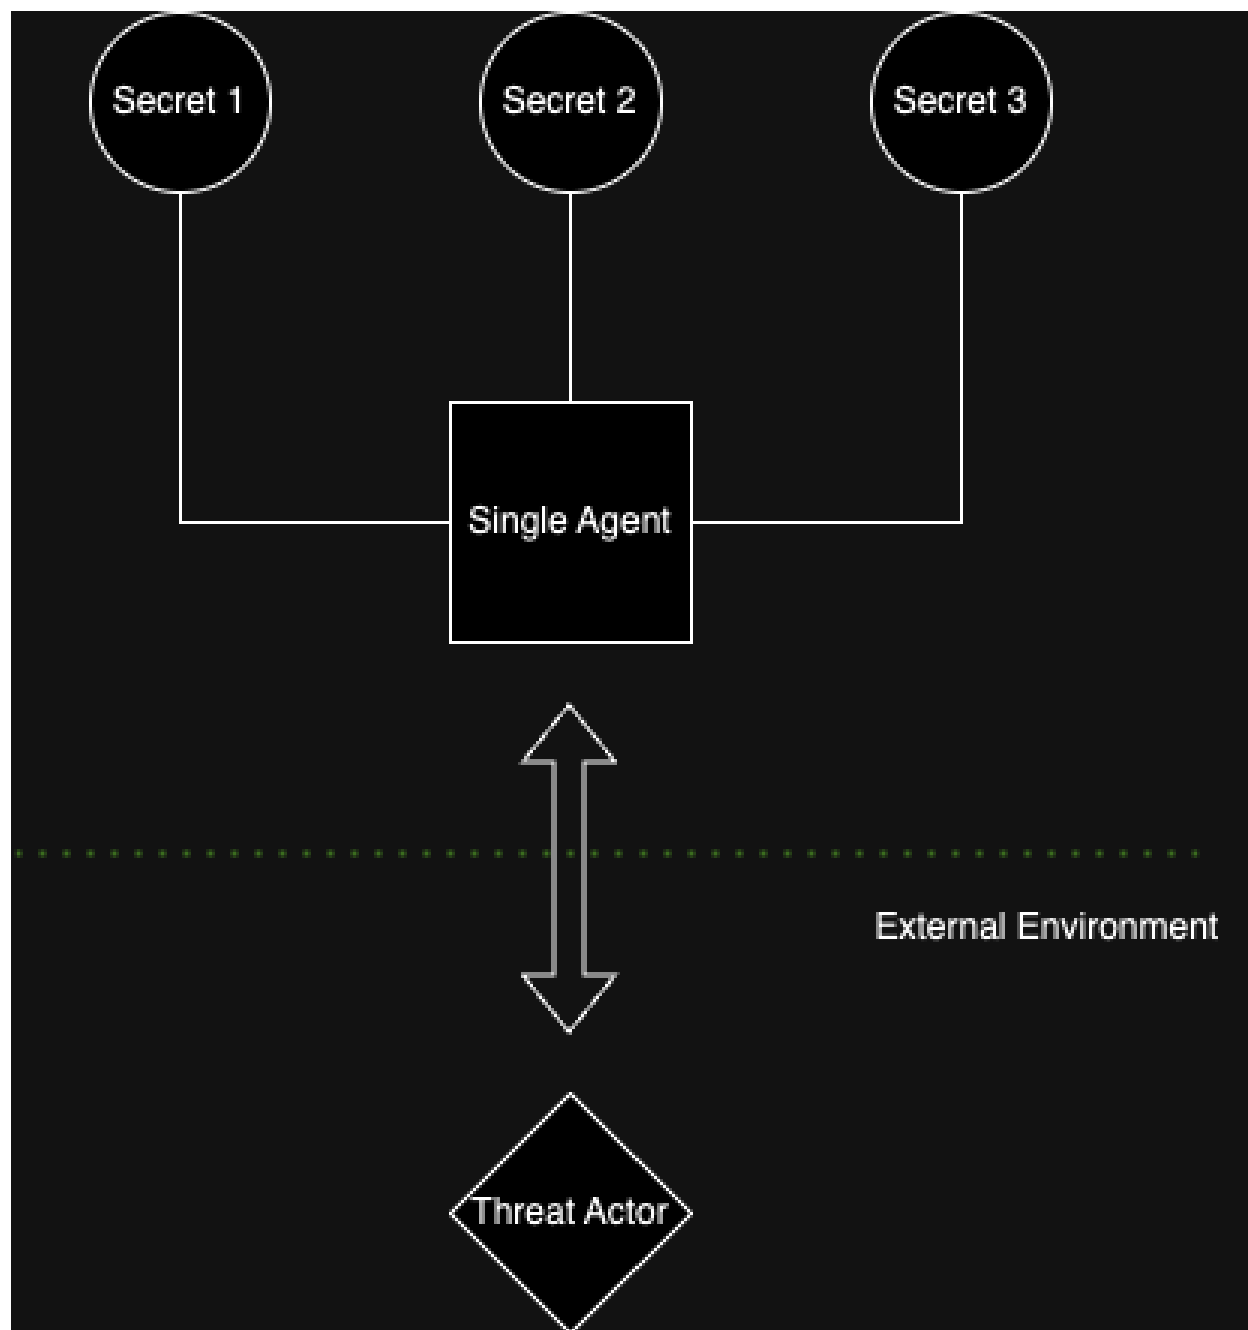 Secret 1
Secret 2
Secret 3
Single Agent
External Environment
Threat Actor